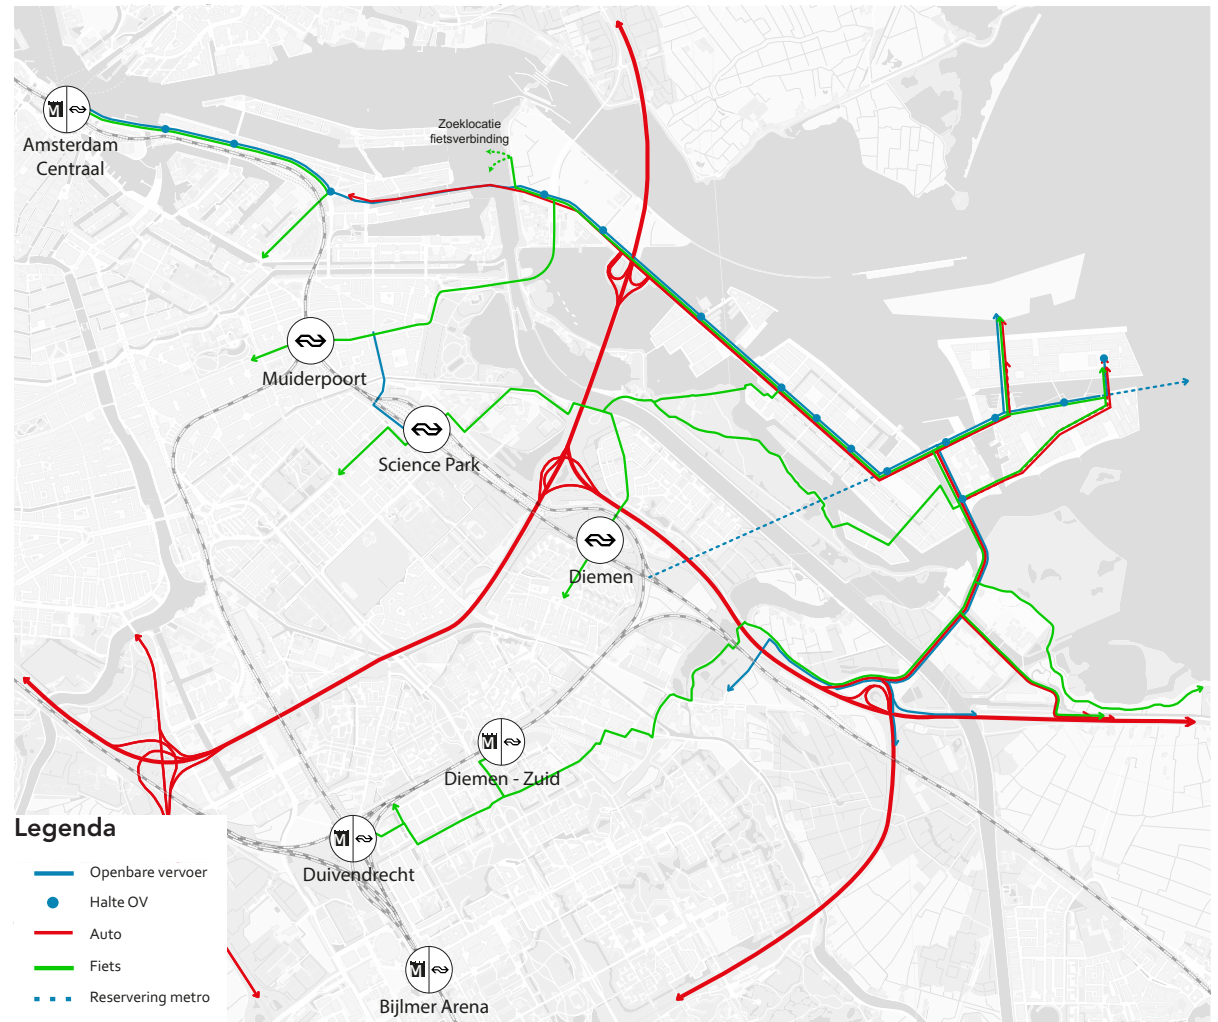 Zoeklocatie
fietsverbinding
M
Amsterdam
Centraal
Muiderpoort
Science Park
Diemen
M
Diemen - Zuid
M
Duivendrecht
M
Bijlmer Arena
Legenda
Openbare vervoer
Halte OV
Auto
Fiets
Reservering metro